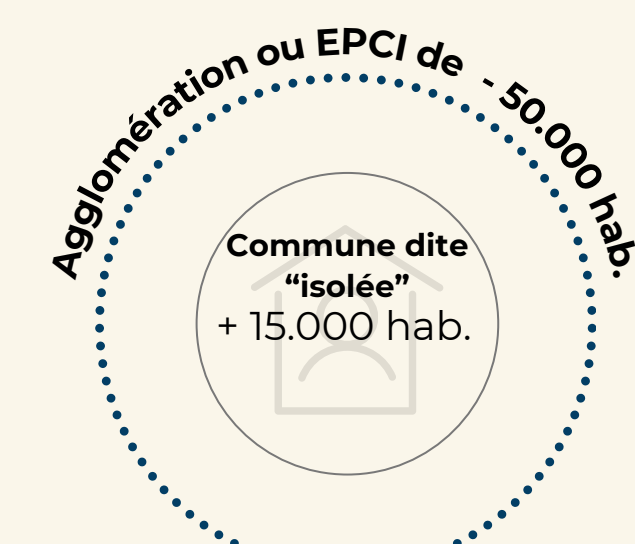 Agglomération ou EPCI de - 50.000 hab.
Commune dite
“isolée”
+ 15.000 hab.